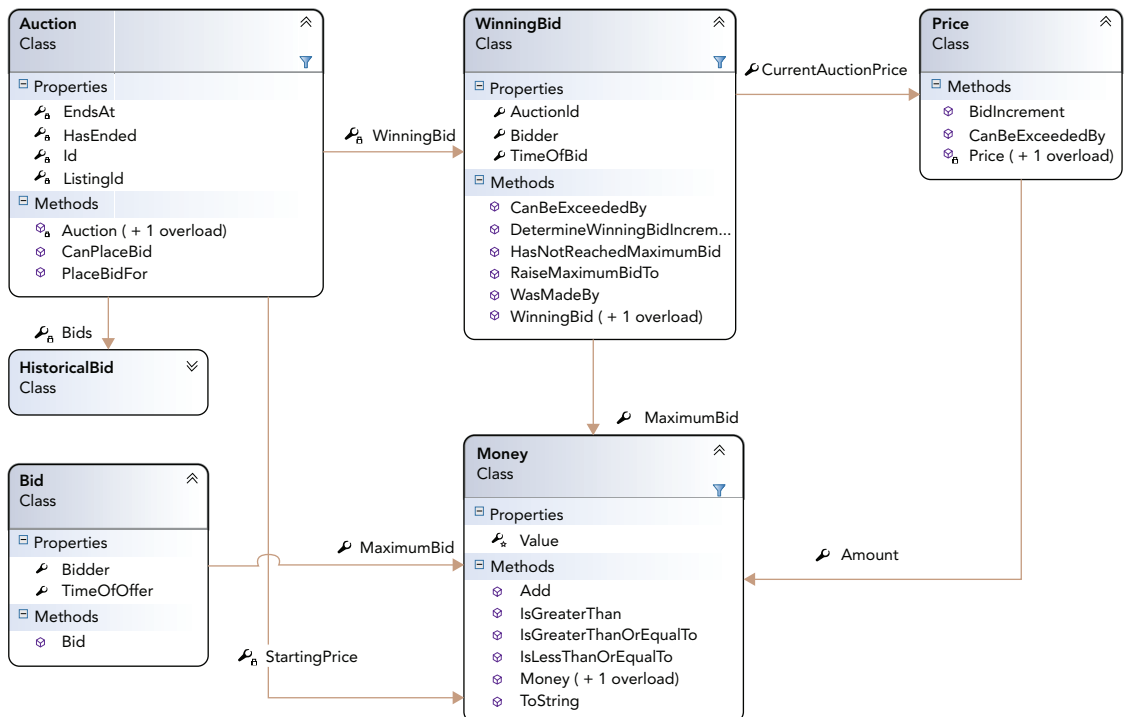 Auction
Class
Properties
EndsAt
HasEnded
Id
ListingId
Methods
Auction ( + 1 overload)
CanPlaceBid
PlaceBidFor
WinningBid
WinningBid
Class
Properties
AuctionId
Bidder
TimeOfBid
Methods
CanBeExceededBy
DetermineWinningBidIncrem...
HasNotReachedMaximumBid
RaiseMaximumBidTo
WasMadeBy
WinningBid ( + 1 overload)
CurrentAuctionPrice
Price
Class
Methods
BidIncrement
CanBeExceededBy
Price ( + 1 overload)
Bids
HistoricalBid
Class
MaximumBid
Bid
Class
Properties
Bidder
TimeOfOffer
Methods
Bid
MaximumBid
StartingPrice
Money
Class
Properties
Value
Methods
Add
IsGreaterThan
IsGreaterThanOrEqualTo
IsLessThanOrEqualTo
Money ( + 1 overload)
ToString
Amount